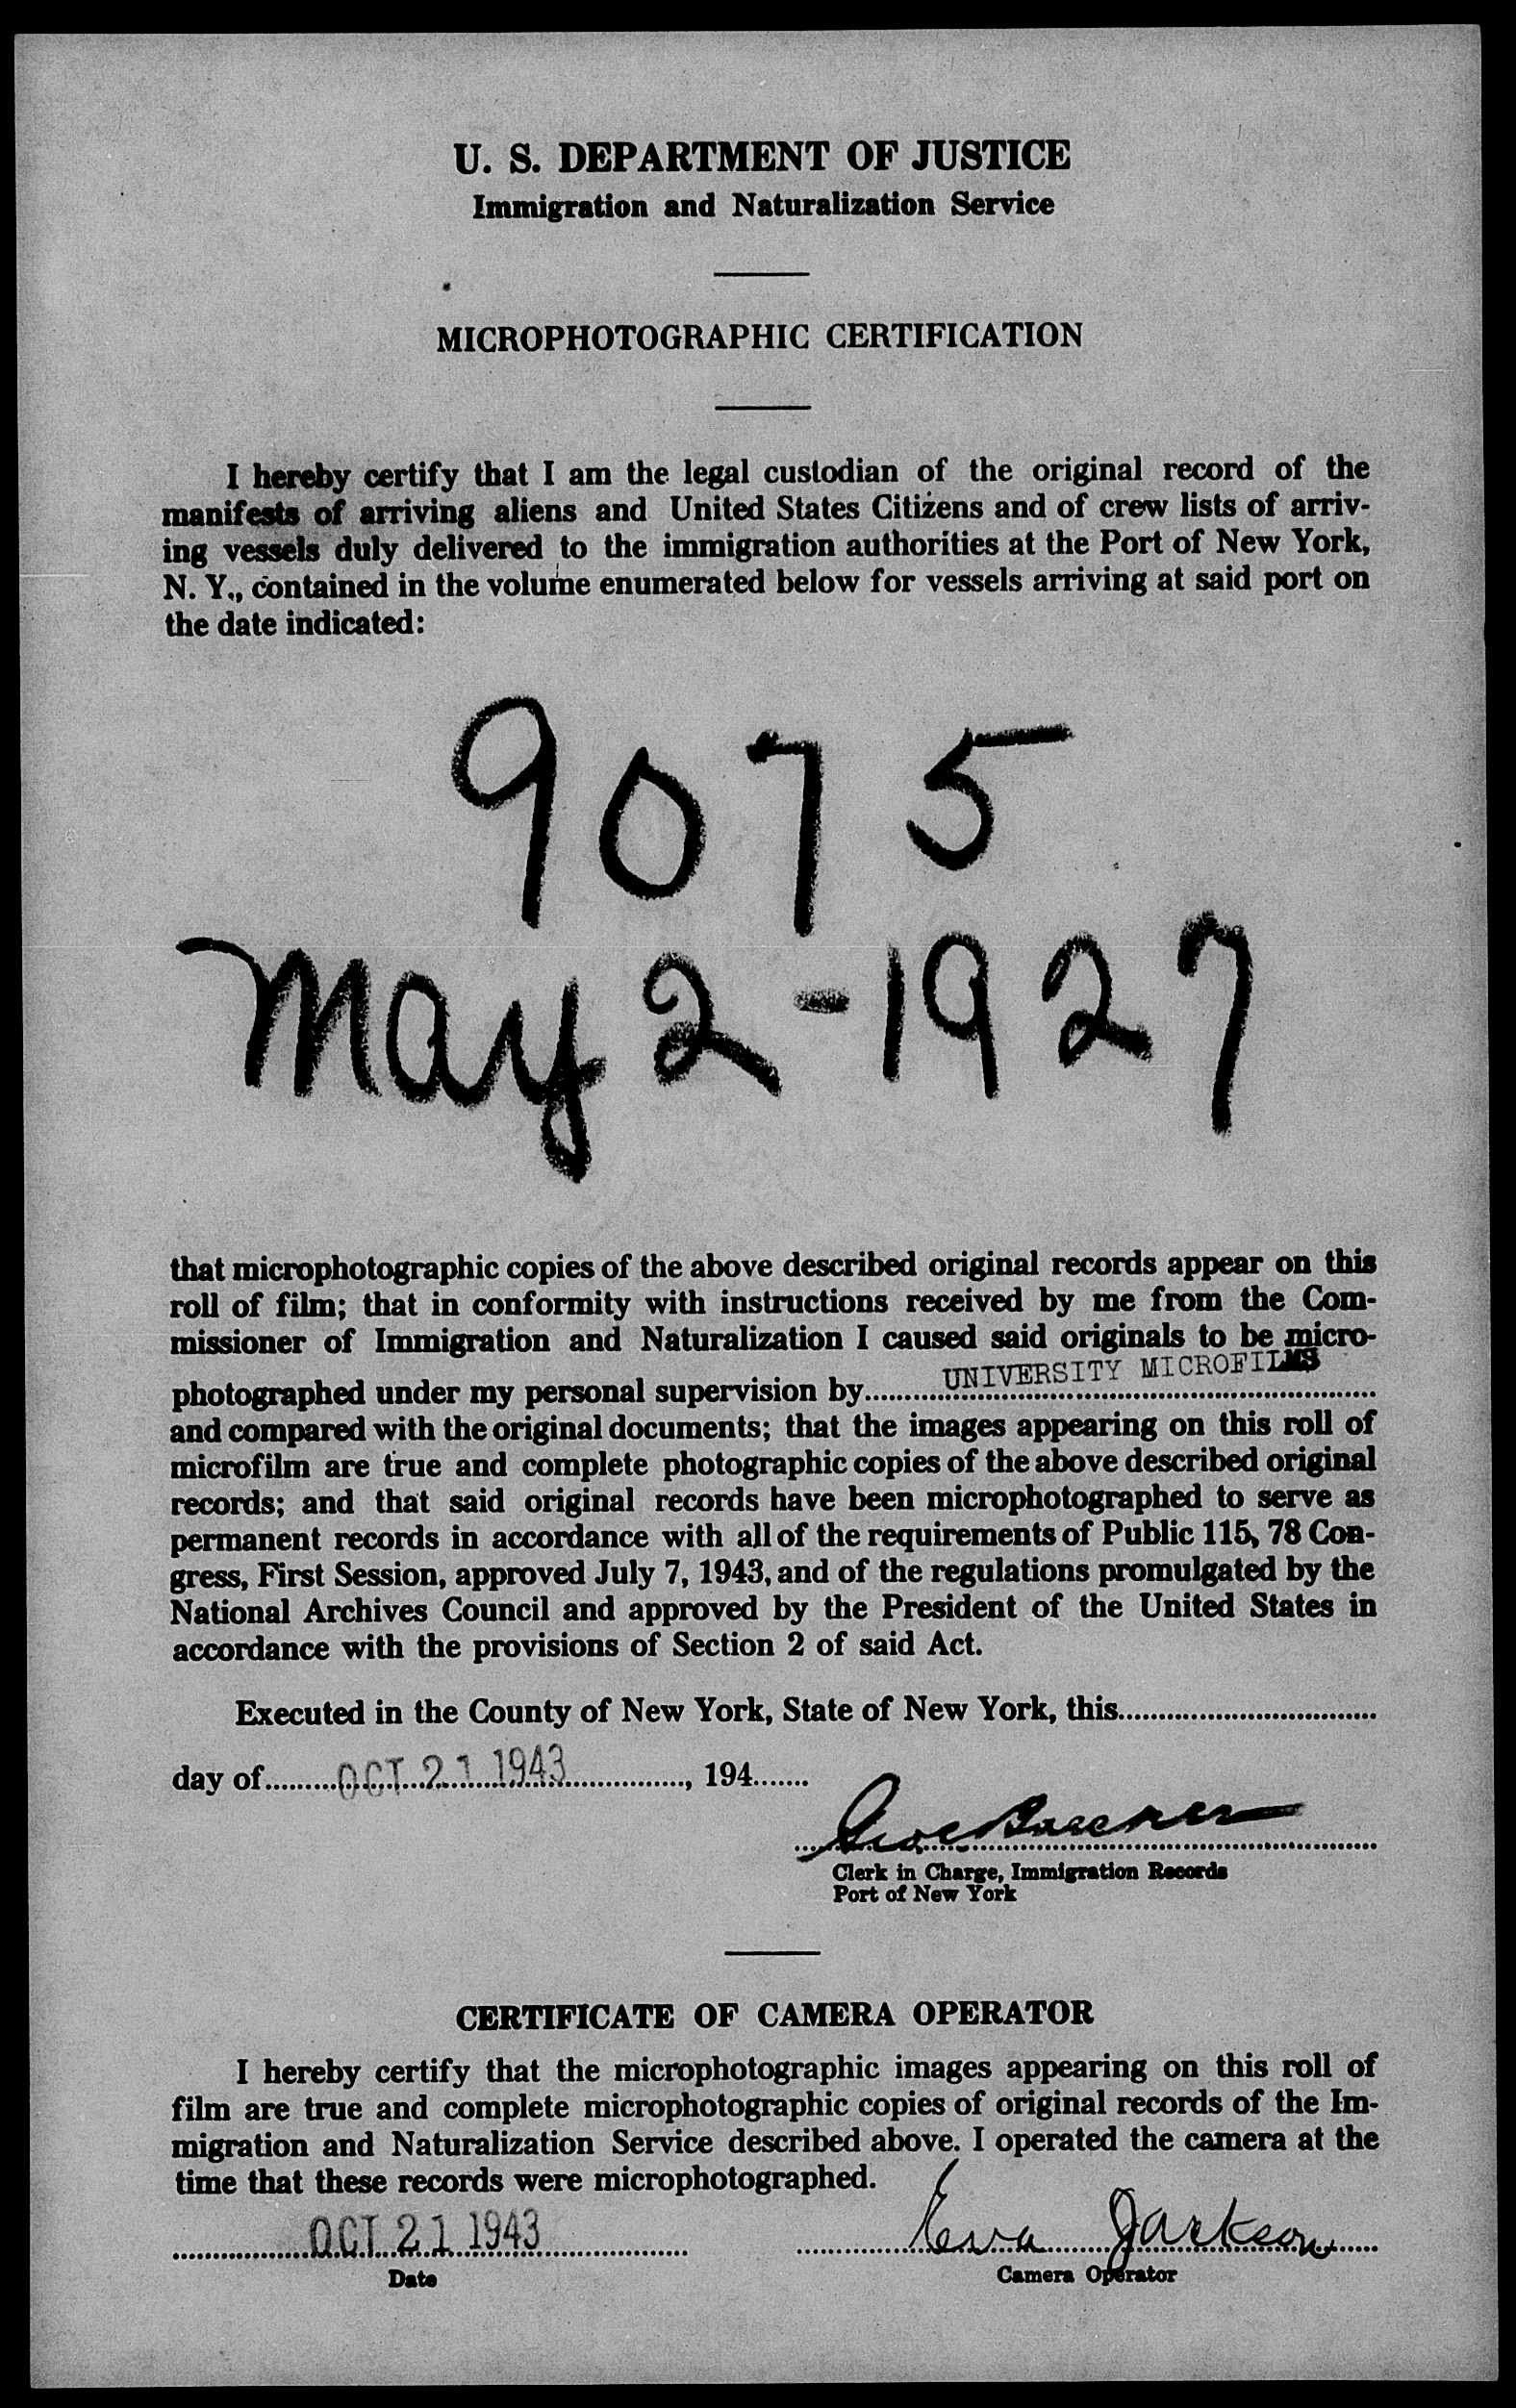 U. S. DEPARTMENT OF JUSTICE
Immigration and Naturalization Service
MICROPHOTOGRAPHIC CERTIFICATION
I hereby certify that I am the legal custodian of the original record of the
manifests of arriving aliens and United States Citizens and of crew lists of arriv-
ing vessels duly delivered to the immigration authorities at the Port of New York,
N. Y., contained in the volume enumerated below for vessels arriving at said port on
the date indicated:
9075
May 2-1927
that microphotographic copies of the above described original records appear on this
roll of film; that in conformity with instructions received by me from the Com-
missioner of Immigration and Naturalization I caused said originals to be micro-
photographed under my personal supervision by UNIVERSITY MICROFILMS
and compared with the original documents; that the images appearing on this roll of
microfilm are true and complete photographic copies of the above described original
records; and that said original records have been microphotographed to serve as
permanent records in accordance with all of the requirements of Public 115, 78 Con-
gress, First Session, approved July 7, 1943, and of the regulations promulgated by the
National Archives Council and approved by the President of the United States in
accordance with the provisions of Section 2 of said Act.
Executed in the County of New York, State of New York, this
day of OCT 21 1943, 194
Clerk in Charge, Immigration Records
Port of New York
CERTIFICATE OF CAMERA OPERATOR
I hereby certify that the microphotographic images appearing on this roll of
film are true and complete microphotographic copies of original records of the Im-
migration and Naturalization Service described above. I operated the camera at the
time that these records were microphotographed.
OCT 21 1943 Eva Jackson
Date Camera Operator